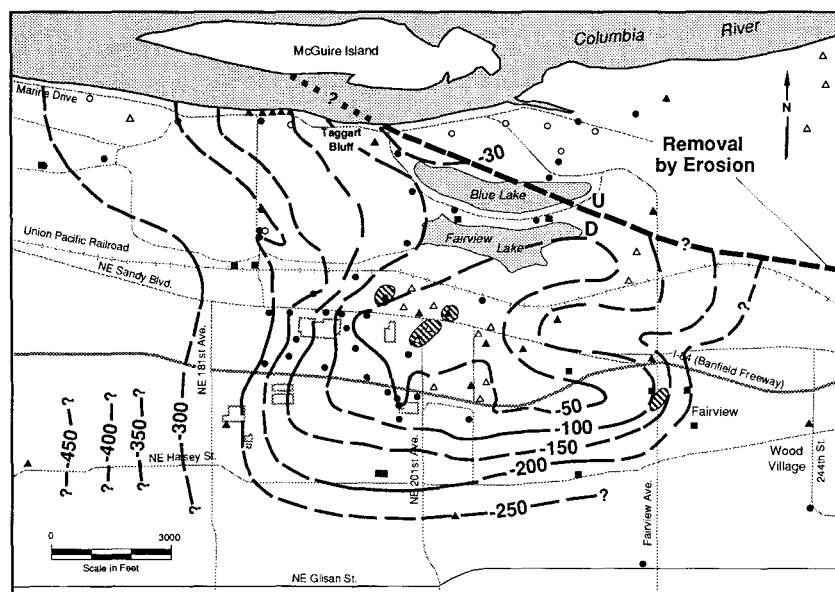 McGuire Island
Columbia
River
Marine Drive
?
N
Taggart
Bluff
-30
Removal
by Erosion
Blue Lake
U
D
Fairview
Lake
Union Pacific Railroad
NE Sandy Blvd.
?
?
NE 181st Ave.
I-84 (Banfield Freeway)
? -450 ?
? -400 ?
? -350 ?
-300
?
-50
-100
-150
-200
-250
?
Fairview
NE Halsey St.
NE 201st Ave.
Wood
Village
244th St.
Fairview Ave.
0
3000
Scale in Feet
NE Glisan St.